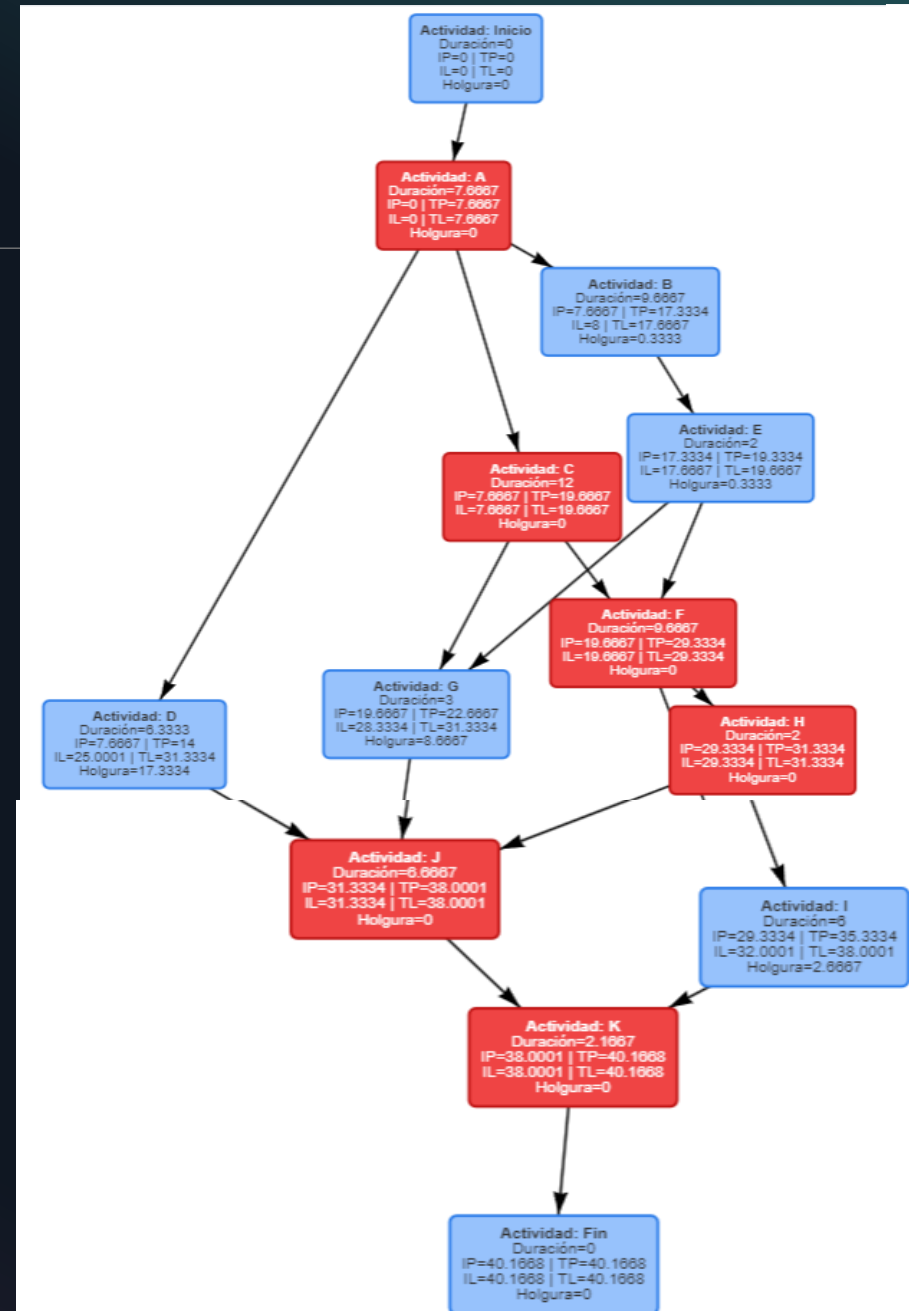 Actividad: Inicio
Duración=0
IP=0 | TP=0
IL=0 | TL=0
Holgura=0
Actividad: A
Duración=7.6667
IP=0 | TP=7.6667
IL=0 | TL=7.6667
Holgura=0
Actividad: B
Duración=9.6667
IP=7.6667 | TP=17.3334
IL=8 | TL=17.6667
Holgura=0.3333
Actividad: E
Duración=2
IP=17.3334 | TP=19.3334
IL=17.6667 | TL=19.6667
Holgura=0.3333
Actividad: C
Duración=12
IP=7.6667 | TP=19.6667
IL=7.6667 | TL=19.6667
Holgura=0
Actividad: F
Duración=9.6667
IP=19.6667 | TP=29.3334
IL=19.6667 | TL=29.3334
Holgura=0
Actividad: G
Duración=3
IP=19.6667 | TP=22.6667
IL=28.3334 | TL=31.3334
Holgura=8.6667
Actividad: D
Duración=6.3333
IP=7.6667 | TP=14
IL=25.0001 | TL=31.3334
Holgura=17.3334
Actividad: H
Duración=2
IP=29.3334 | TP=31.3334
IL=29.3334 | TL=31.3334
Holgura=0
Actividad: J
Duración=6.6667
IP=31.3334 | TP=38.0001
IL=31.3334 | TL=38.0001
Holgura=0
Actividad: I
Duración=6
IP=29.3334 | TP=35.3334
IL=32.0001 | TL=38.0001
Holgura=2.6667
Actividad: K
Duración=2.1667
IP=38.0001 | TP=40.1668
IL=38.0001 | TL=40.1668
Holgura=0
Actividad: Fin
Duración=0
IP=40.1668 | TP=40.1668
IL=40.1668 | TL=40.1668
Holgura=0